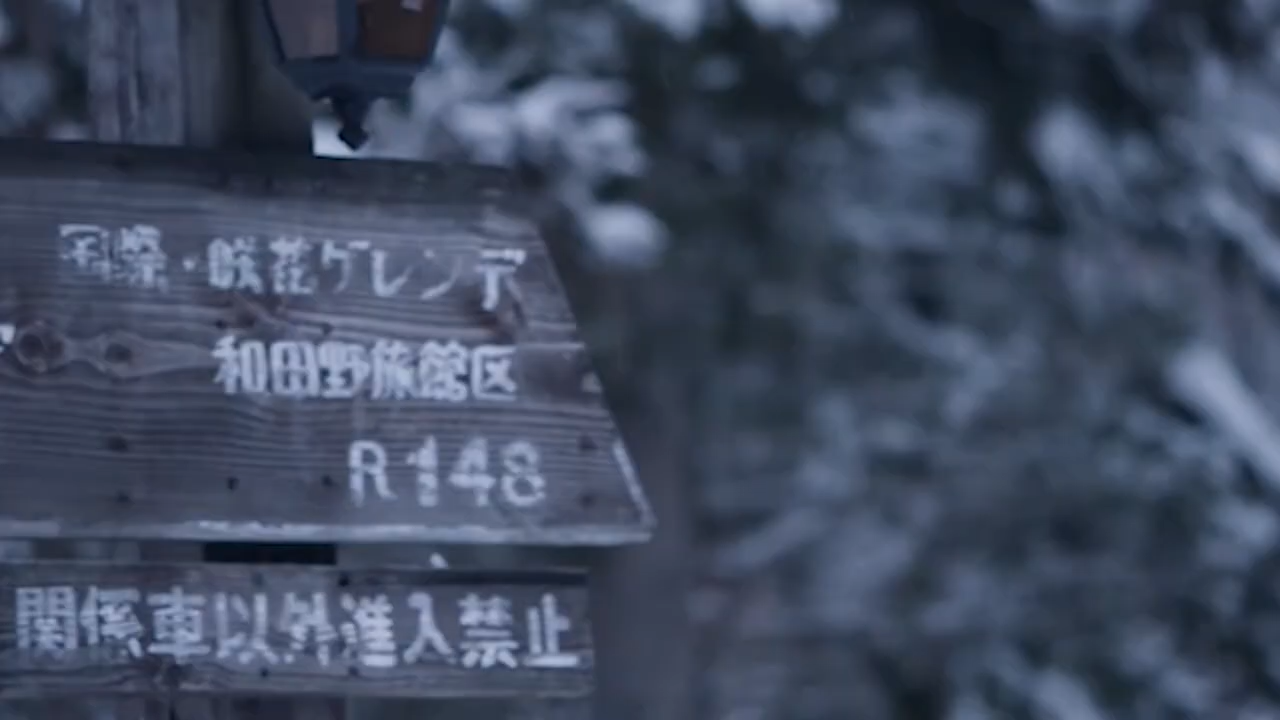 国際・咲花ゲレンデ
和田野旅館区
R148
関係車以外進入禁止